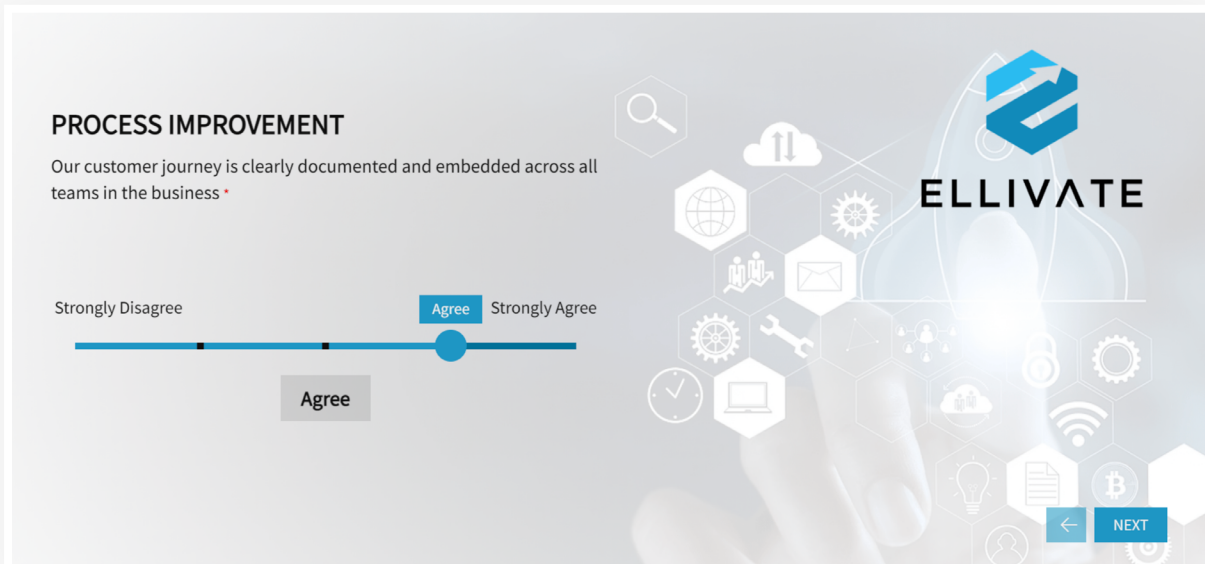 ELLIVATE
PROCESS IMPROVEMENT
Our customer journey is clearly documented and embedded across all
teams in the business *
Strongly Disagree
Agree
Strongly Agree
Agree
NEXT